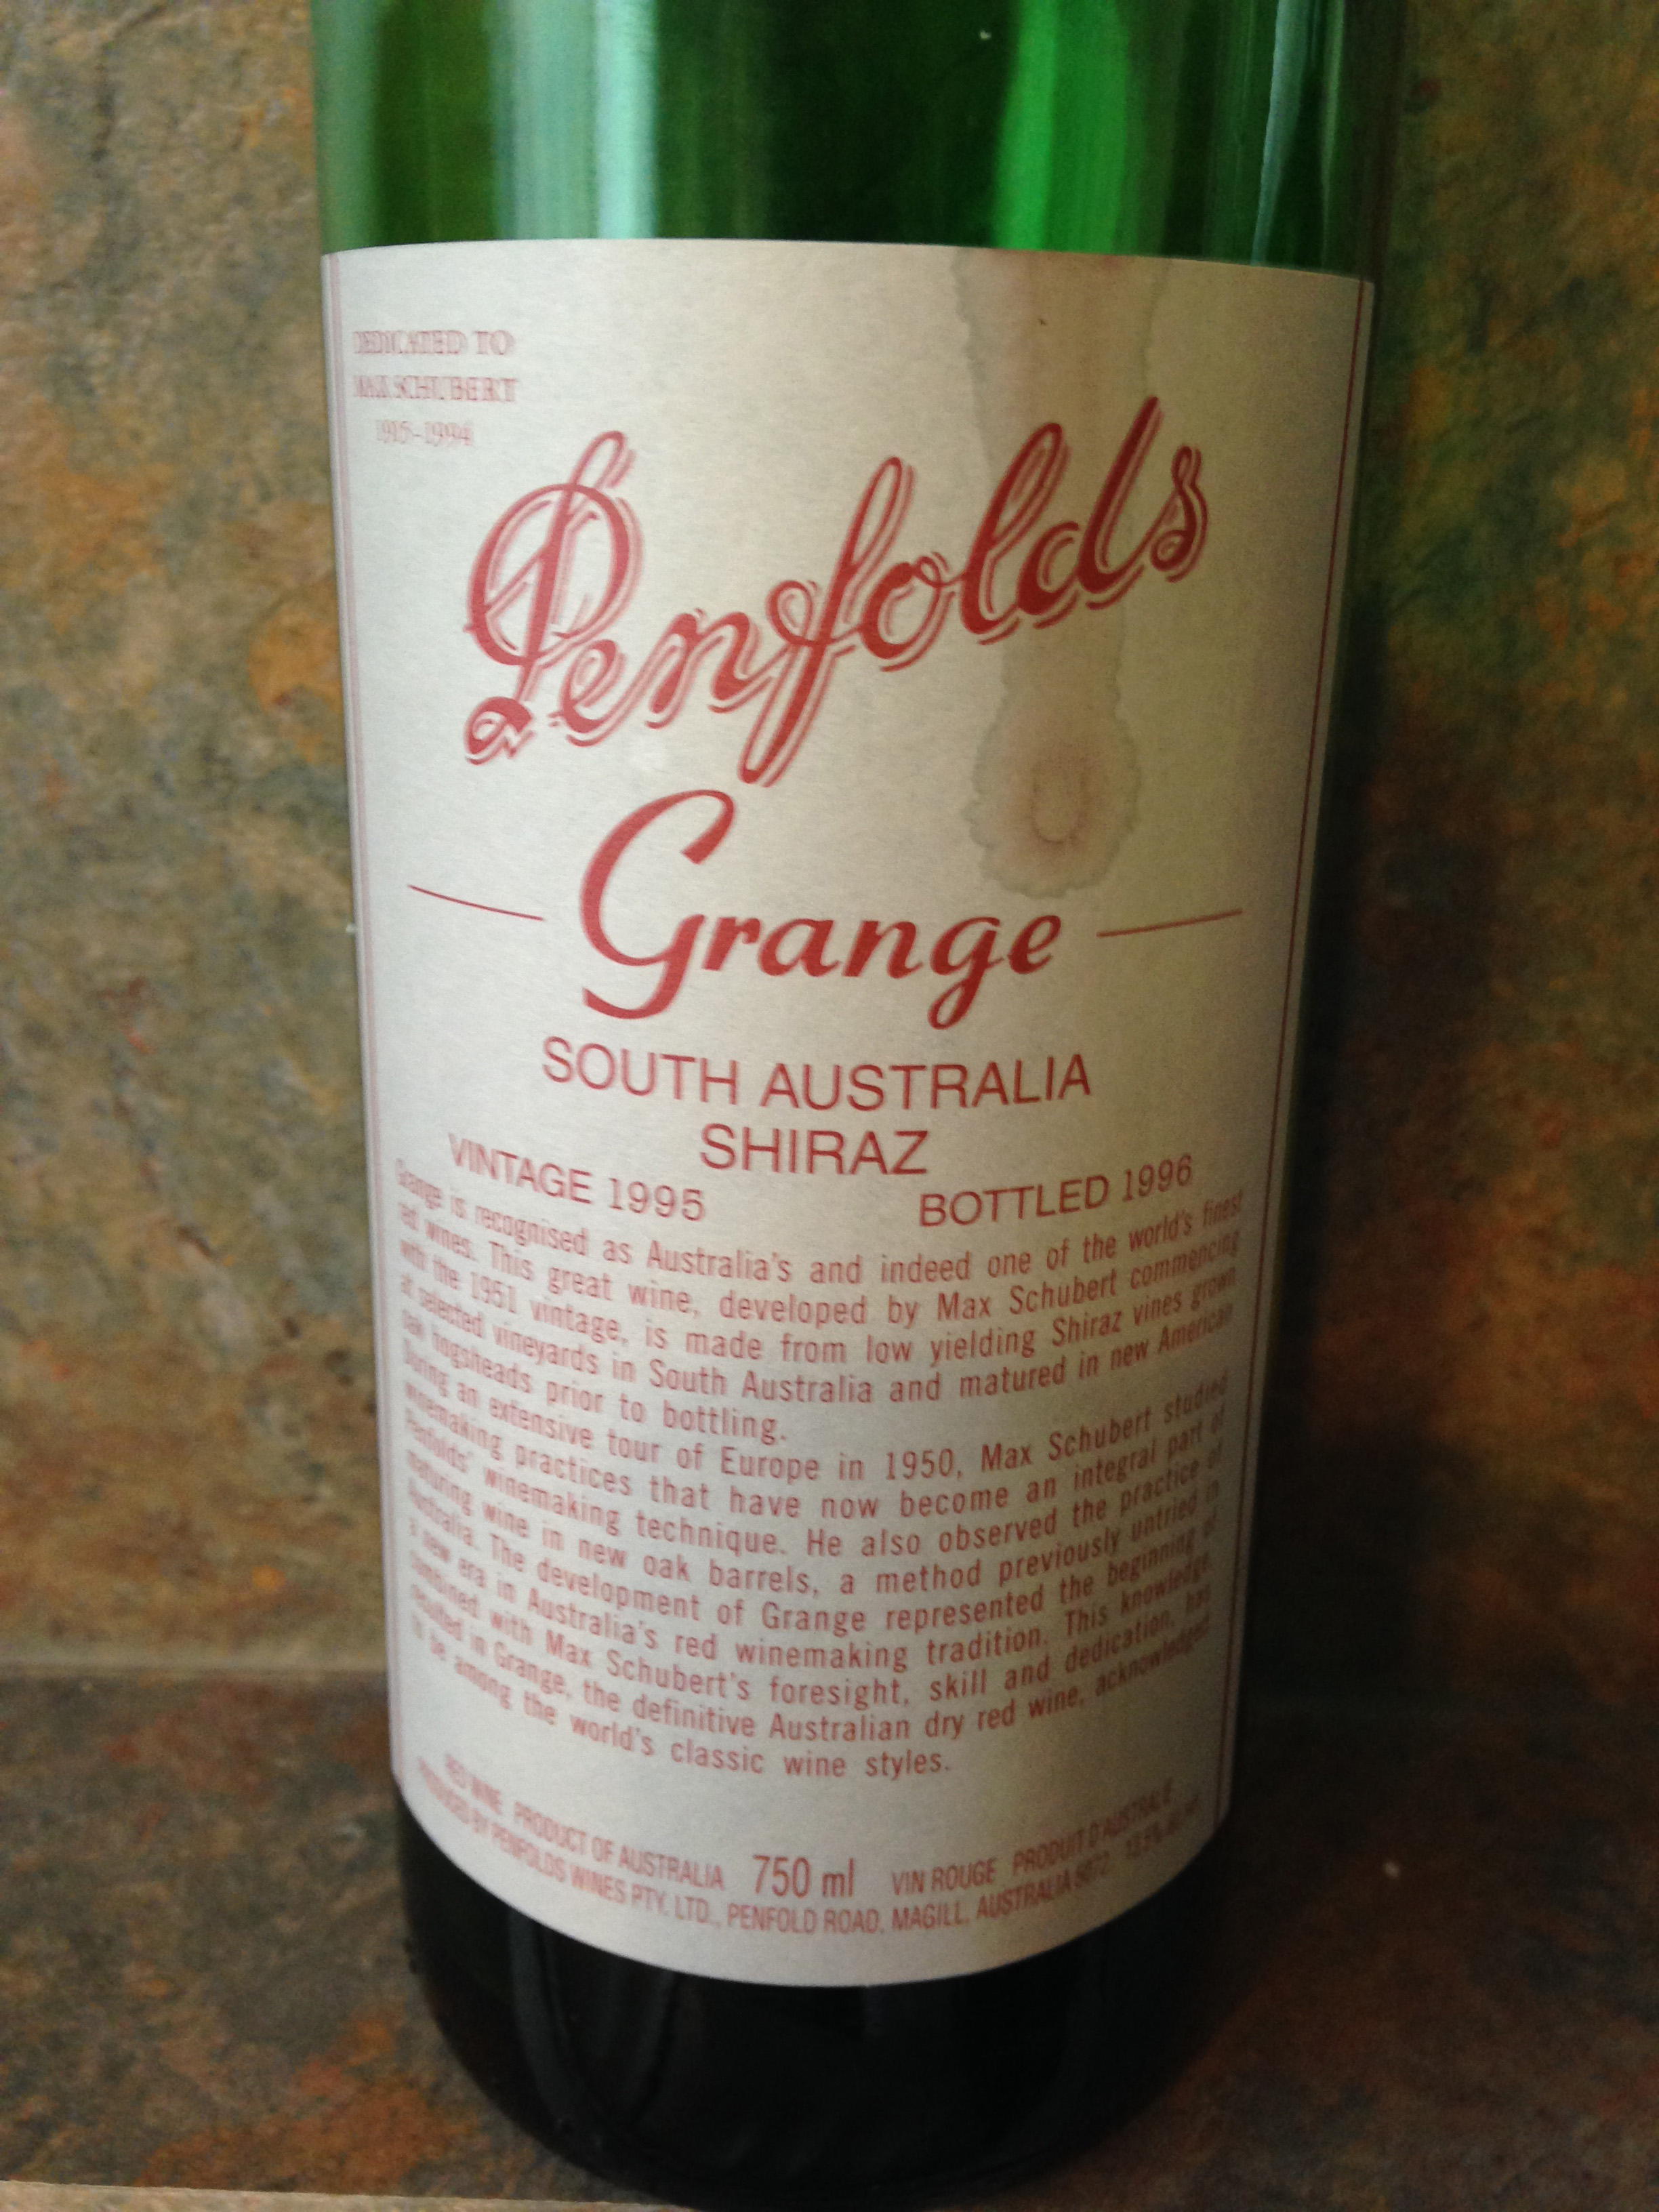 DEDICATED TO
MAX SCHUBERT
1915-1994
Penfolds
Grange
SOUTH AUSTRALIA
SHIRAZ
VINTAGE 1995 BOTTLED 1996
Grange is recognised as Australia's and indeed one of the world's finest
red wines. This great wine, developed by Max Schubert commencing
with the 1951 vintage, is made from low yielding Shiraz vines grown
at selected vineyards in South Australia and matured in new American
oak hogsheads prior to bottling.
During an extensive tour of Europe in 1950, Max Schubert studied
winemaking practices that have now become an integral part of
Penfolds' winemaking technique. He also observed the practice of
maturing wine in new oak barrels, a method previously untried in
Australia. The development of Grange represented the beginning of
a new era in Australia's red winemaking tradition. This knowledge,
combined with Max Schubert's foresight, skill and dedication, has
resulted in Grange, the definitive Australian dry red wine, acknowledged
to be among the world's classic wine styles.
RED WINE PRODUCT OF AUSTRALIA 750 ml VIN ROUGE PRODUIT D'AUSTRALIE
PRODUCED BY PENFOLDS WINES PTY. LTD., PENFOLD ROAD, MAGILL, AUSTRALIA 5072